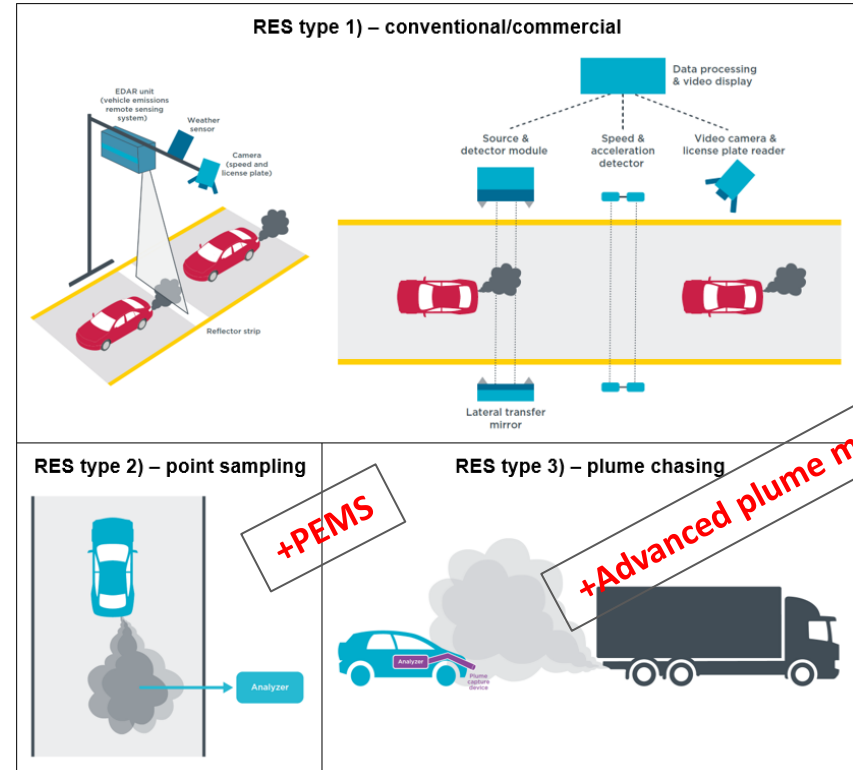 RES type 1) – conventional/commercial
EDAR unit
(vehicle emissions
remote sensing
system)
Weather
sensor
Camera
(speed and
license plate)
Reflector strip
Data processing
& video display
Source &
detector module
Speed &
acceleration
detector
Video camera &
license plate reader
Lateral transfer
mirror
RES type 2) – point sampling
Analyzer
+PEMS
RES type 3) – plume chasing
+Advanced plume m
Analyzer
Plume
capture
device